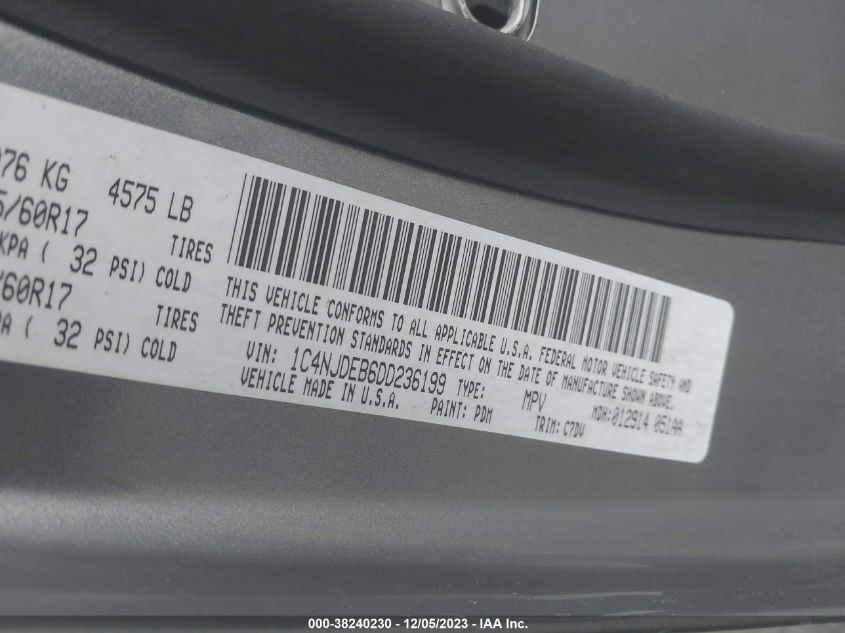 076 KG 4575 LB
5/60R17 TIRES
KPA ( 32 PSI) COLD
/60R17 TIRES
PA ( 32 PSI) COLD
THIS VEHICLE CONFORMS TO ALL APPLICABLE U.S.A. FEDERAL MOTOR VEHICLE SAFETY AND
THEFT PREVENTION STANDARDS IN EFFECT ON THE DATE OF MANUFACTURE SHOWN ABOVE.
VIN: 1C4NJDEB6DD236199 TYPE: MPV MDH:012914 051AA
VEHICLE MADE IN U.S.A. PAINT: PDM TRIM: C7DV
000-38240230 - 12/05/2023 - IAA Inc.